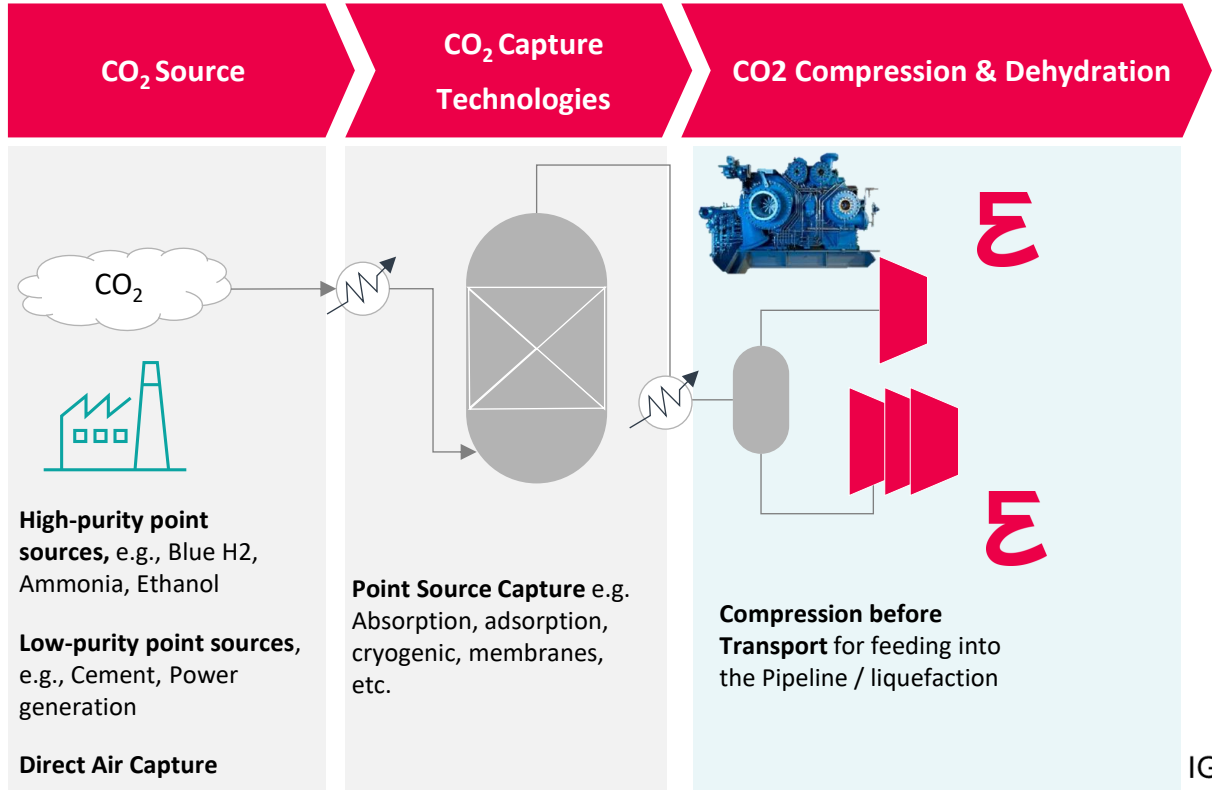 CO2 Source
CO2 Capture
Technologies
CO2 Compression & Dehydration
CO2
High-purity point
sources, e.g., Blue H2,
Ammonia, Ethanol
Low-purity point sources,
e.g., Cement, Power
generation
Direct Air Capture
Point Source Capture e.g.
Absorption, adsorption,
cryogenic, membranes,
etc.
Compression before
Transport for feeding into
the Pipeline / liquefaction